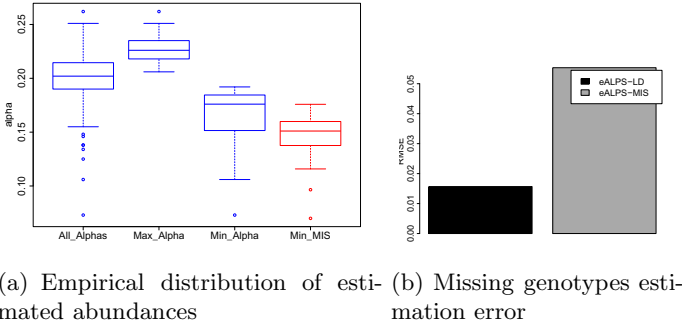 0.25
0.20
0.15
0.10
alpha
All_Alphas Max_Alpha Min_Alpha Min_MIS
0.05
0.04
0.03
0.02
0.01
0.00
RMSE
eALPS−LD
eALPS−MIS
(a) Empirical distribution of esti-
mated abundances
(b) Missing genotypes esti-
mation error